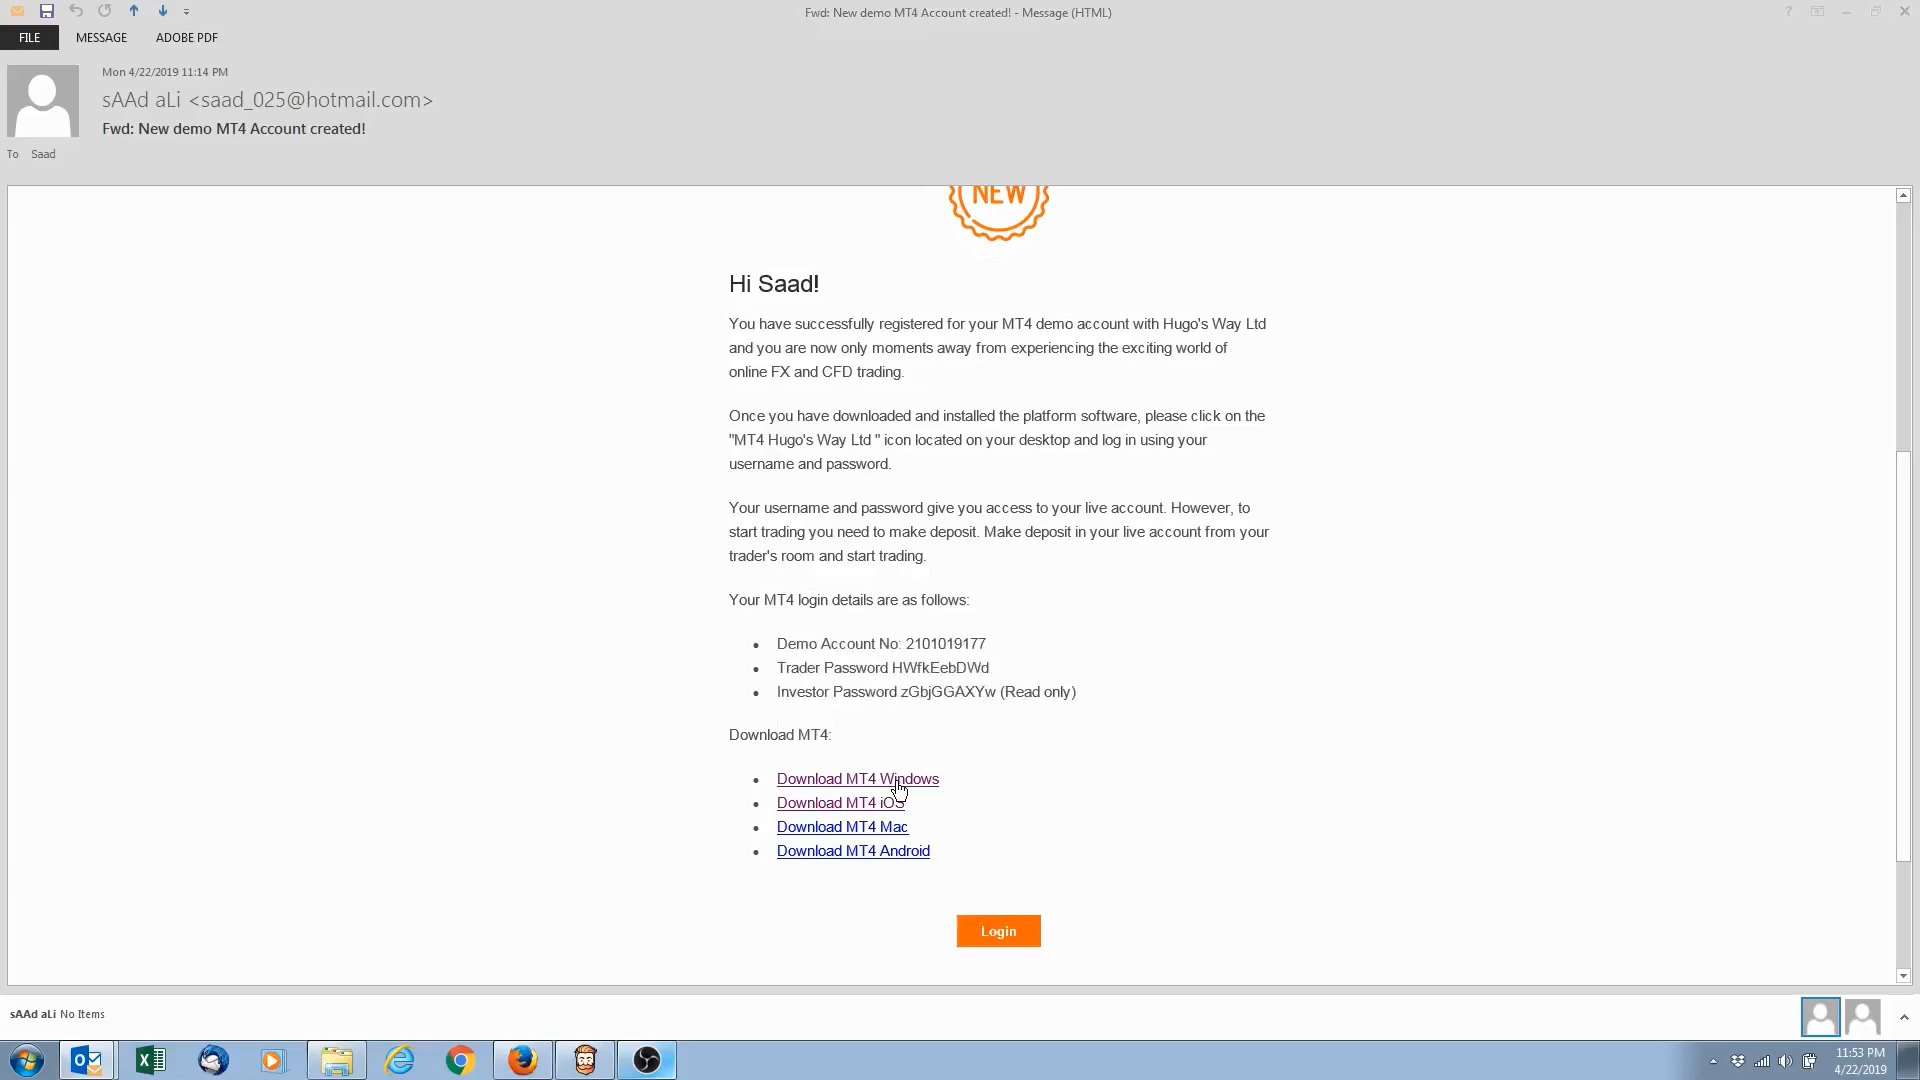 Fwd: New demo MT4 Account created! - Message (HTML)
FILE MESSAGE ADOBE PDF
Mon 4/22/2019 11:14 PM
sAAd aLi <saad_025@hotmail.com>
Fwd: New demo MT4 Account created!
To Saad
NEW
Hi Saad!
You have successfully registered for your MT4 demo account with Hugo's Way Ltd
and you are now only moments away from experiencing the exciting world of
online FX and CFD trading.
Once you have downloaded and installed the platform software, please click on the
"MT4 Hugo's Way Ltd " icon located on your desktop and log in using your
username and password.
Your username and password give you access to your live account. However, to
start trading you need to make deposit. Make deposit in your live account from your
trader's room and start trading.
Your MT4 login details are as follows:
• Demo Account No: 2101019177
• Trader Password HWfkEebDWd
• Investor Password zGbjGGAXYw (Read only)
Download MT4:
• Download MT4 Windows
• Download MT4 iOS
• Download MT4 Mac
• Download MT4 Android
Login
sAAd aLi No Items
11:53 PM
4/22/2019